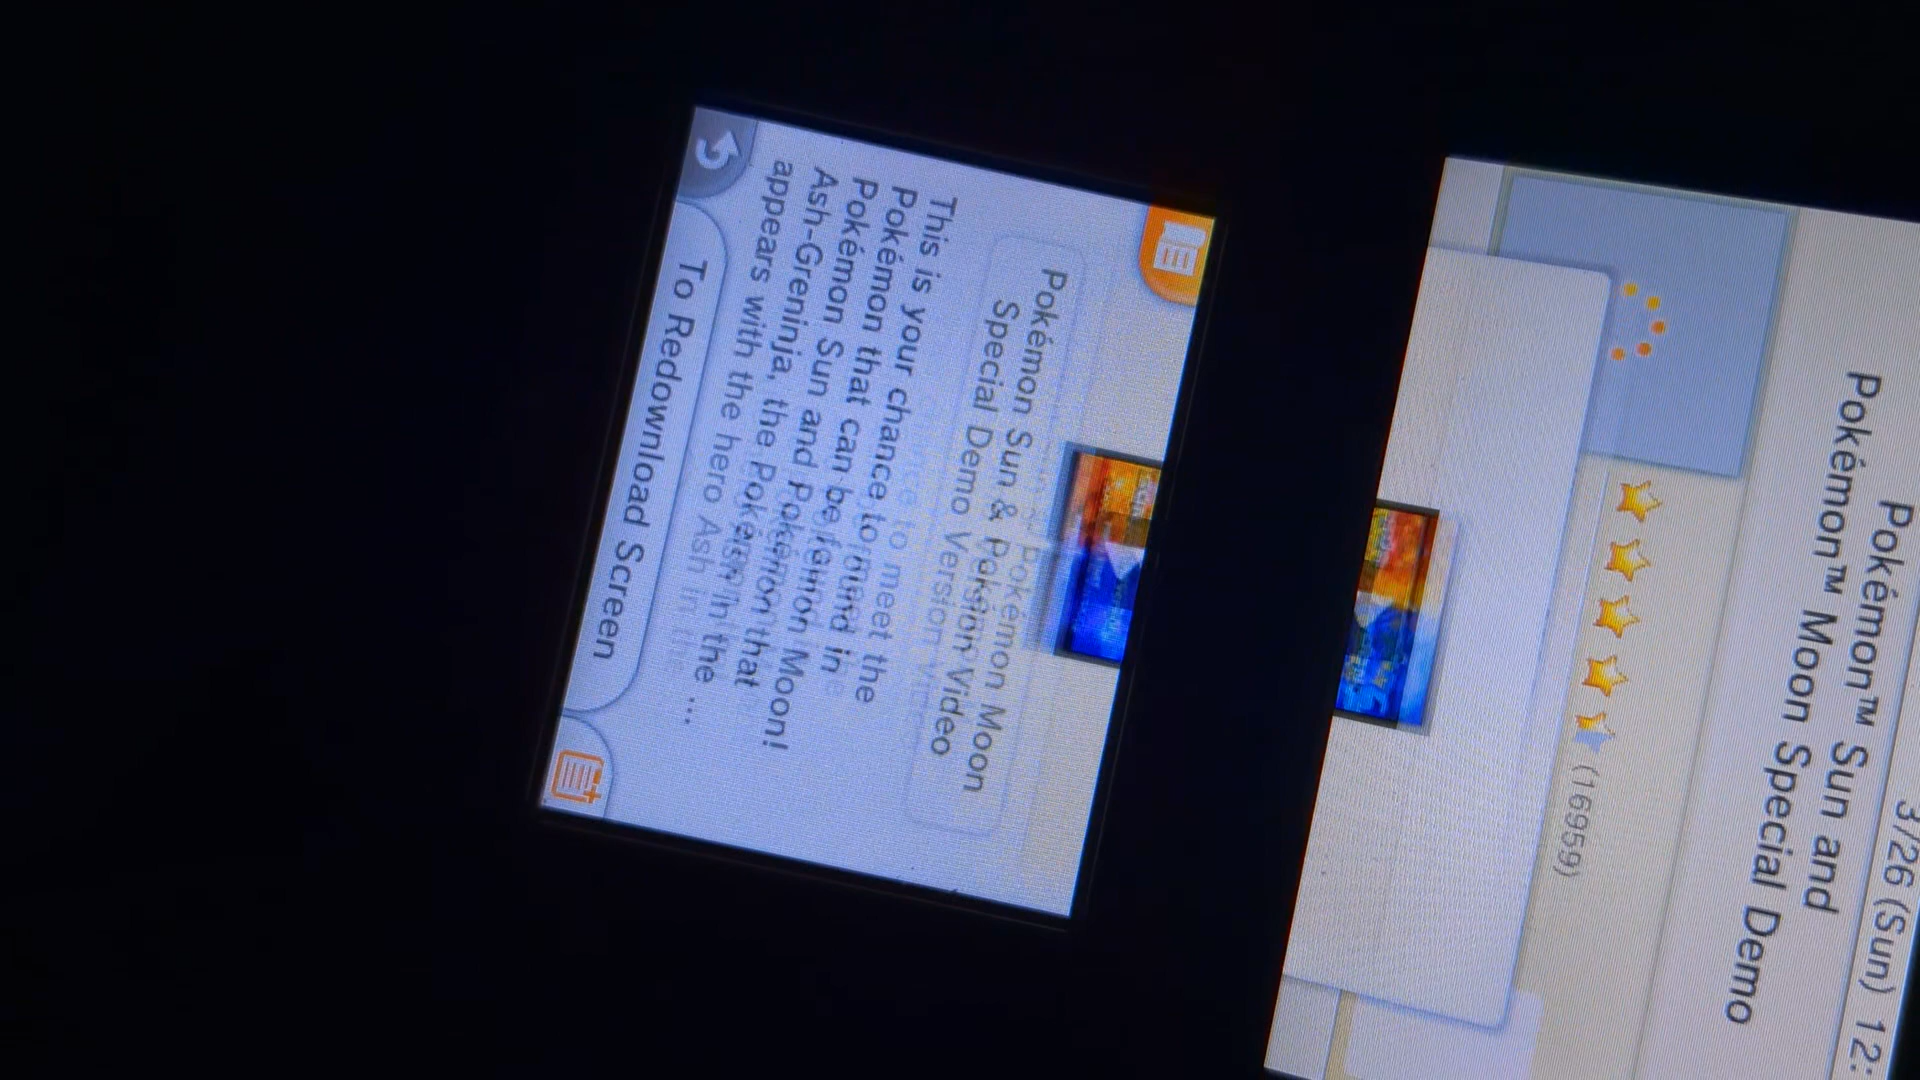 3/26 (Sun) 12:
Pokémon™ Sun and
Pokémon™ Moon Special Demo
(16959)
Pokémon Sun & Pokémon Moon
Special Demo Version Video
This is your chance to meet the
Pokémon that can be found in
Pokémon Sun and Pokémon Moon!
Ash-Greninja, the Pokémon that
appears with the hero Ash in the ...
To Redownload Screen